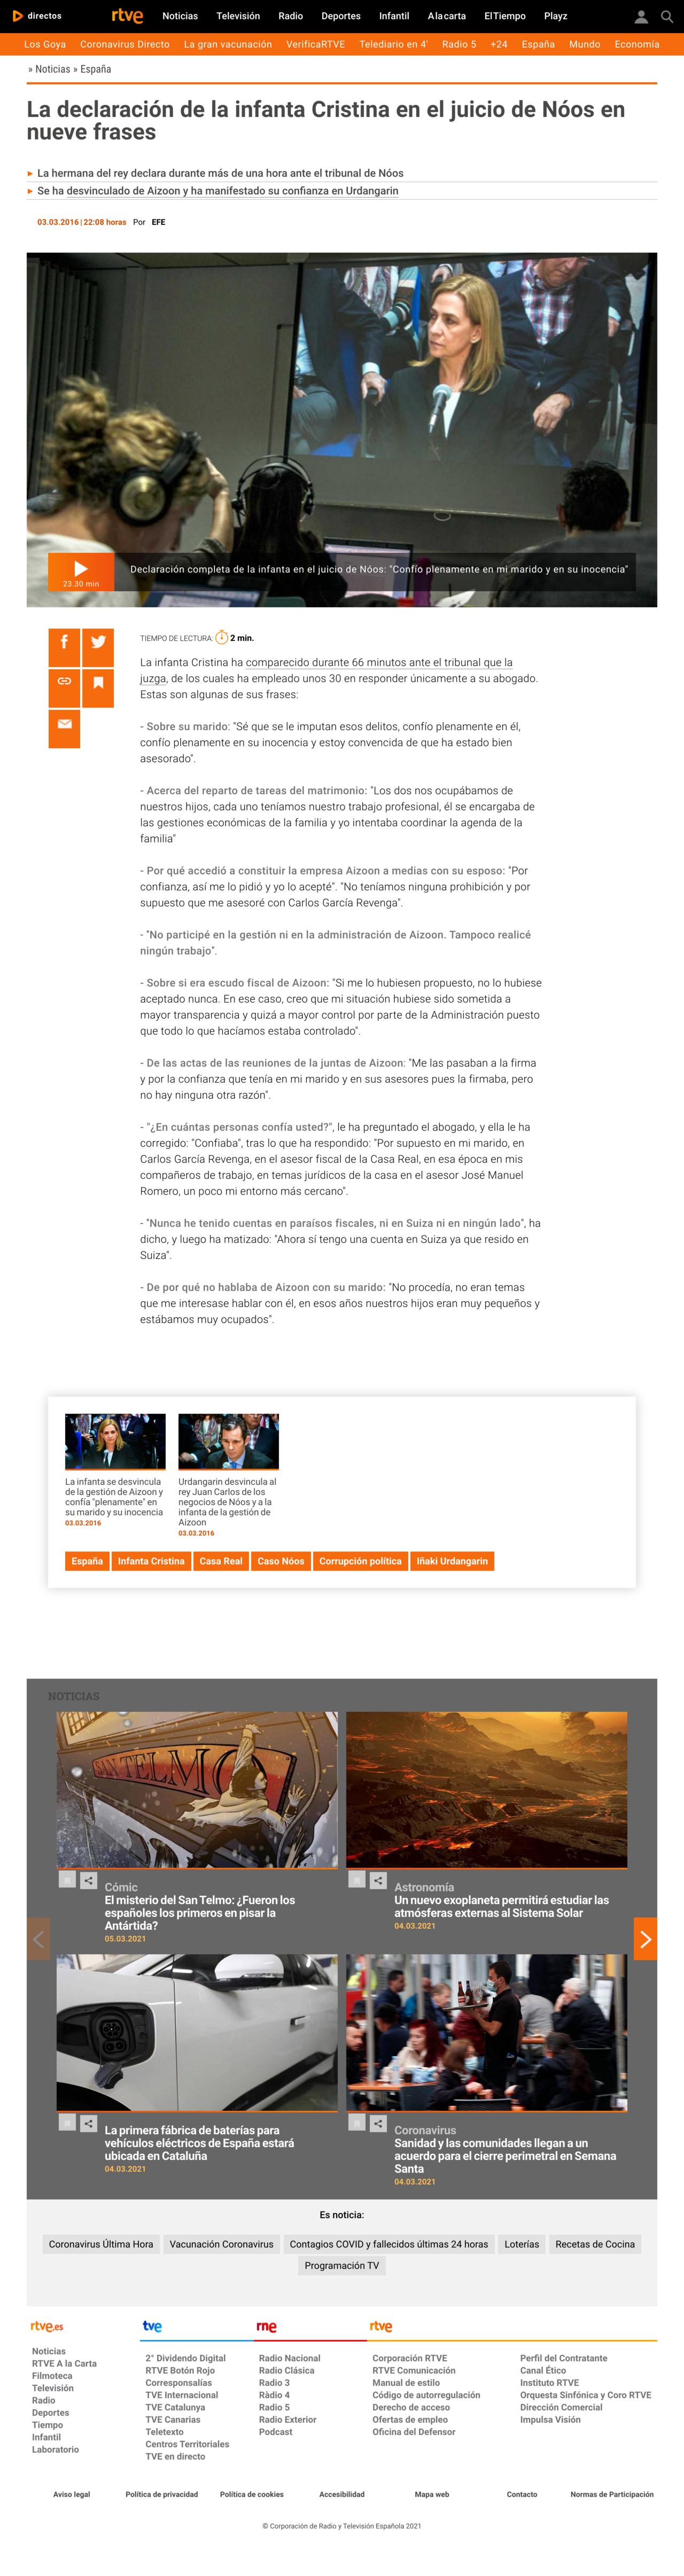 directos
rtve
Noticias Televisión Radio Deportes Infantil A la carta El Tiempo Playz
Los Goya Coronavirus Directo La gran vacunación VerificaRTVE Telediario en 4' Radio 5 +24 España Mundo Economía
» Noticias » España
La declaración de la infanta Cristina en el juicio de Nóos en
nueve frases
La hermana del rey declara durante más de una hora ante el tribunal de Nóos
Se ha desvinculado de Aizoon y ha manifestado su confianza en Urdangarin
03.03.2016 | 22:08 horas Por EFE
23.30 min
Declaración completa de la infanta en el juicio de Nóos: "Confío plenamente en mi marido y en su inocencia"
TIEMPO DE LECTURA: 2 min.
La infanta Cristina ha comparecido durante 66 minutos ante el tribunal que la
juzga, de los cuales ha empleado unos 30 en responder únicamente a su abogado.
Estas son algunas de sus frases:
- Sobre su marido: "Sé que se le imputan esos delitos, confío plenamente en él,
confío plenamente en su inocencia y estoy convencida de que ha estado bien
asesorado".
- Acerca del reparto de tareas del matrimonio: "Los dos nos ocupábamos de
nuestros hijos, cada uno teníamos nuestro trabajo profesional, él se encargaba de
las gestiones económicas de la familia y yo intentaba coordinar la agenda de la
familia"
- Por qué accedió a constituir la empresa Aizoon a medias con su esposo: "Por
confianza, así me lo pidió y yo lo acepté". "No teníamos ninguna prohibición y por
supuesto que me asesoré con Carlos García Revenga".
- "No participé en la gestión ni en la administración de Aizoon. Tampoco realicé
ningún trabajo".
- Sobre si era escudo fiscal de Aizoon: "Si me lo hubiesen propuesto, no lo hubiese
aceptado nunca. En ese caso, creo que mi situación hubiese sido sometida a
mayor transparencia y quizá a mayor control por parte de la Administración puesto
que todo lo que hacíamos estaba controlado".
- De las actas de las reuniones de la juntas de Aizoon: "Me las pasaban a la firma
y por la confianza que tenía en mi marido y en sus asesores pues la firmaba, pero
no hay ninguna otra razón".
- "¿En cuántas personas confía usted?", le ha preguntado el abogado, y ella le ha
corregido: "Confiaba", tras lo que ha respondido: "Por supuesto en mi marido, en
Carlos García Revenga, en el asesor fiscal de la Casa Real, en esa época en mis
compañeros de trabajo, en temas jurídicos de la casa en el asesor José Manuel
Romero, un poco mi entorno más cercano".
- "Nunca he tenido cuentas en paraísos fiscales, ni en Suiza ni en ningún lado", ha
dicho, y luego ha matizado: "Ahora sí tengo una cuenta en Suiza ya que resido en
Suiza".
- De por qué no hablaba de Aizoon con su marido: "No procedía, no eran temas
que me interesase hablar con él, en esos años nuestros hijos eran muy pequeños y
estábamos muy ocupados".
La infanta se desvincula
de la gestión de Aizoon y
confía "plenamente" en
su marido y su inocencia
03.03.2016
Urdangarin desvincula al
rey Juan Carlos de los
negocios de Nóos y a la
infanta de la gestión de
Aizoon
03.03.2016
España Infanta Cristina Casa Real Caso Nóos Corrupción política Iñaki Urdangarin
NOTICIAS
Cómic
El misterio del San Telmo: ¿Fueron los
españoles los primeros en pisar la
Antártida?
05.03.2021
Astronomía
Un nuevo exoplaneta permitirá estudiar las
atmósferas externas al Sistema Solar
04.03.2021
La primera fábrica de baterías para
vehículos eléctricos de España estará
ubicada en Cataluña
04.03.2021
Coronavirus
Sanidad y las comunidades llegan a un
acuerdo para el cierre perimetral en Semana
Santa
04.03.2021
Es noticia:
Coronavirus Última Hora Vacunación Coronavirus Contagios COVID y fallecidos últimas 24 horas Loterías Recetas de Cocina
Programación TV
rtve.es
Noticias
RTVE A la Carta
Filmoteca
Televisión
Radio
Deportes
Tiempo
Infantil
Laboratorio
tve
2° Dividendo Digital
RTVE Botón Rojo
Corresponsalías
TVE Internacional
TVE Catalunya
TVE Canarias
Teletexto
Centros Territoriales
TVE en directo
rne
Radio Nacional
Radio Clásica
Radio 3
Ràdio 4
Radio 5
Radio Exterior
Podcast
rtve
Corporación RTVE
RTVE Comunicación
Manual de estilo
Código de autorregulación
Derecho de acceso
Ofertas de empleo
Oficina del Defensor
Perfil del Contratante
Canal Ético
Instituto RTVE
Orquesta Sinfónica y Coro RTVE
Dirección Comercial
Impulsa Visión
Aviso legal Política de privacidad Política de cookies Accesibilidad Mapa web Contacto Normas de Participación
© Corporación de Radio y Televisión Española 2021